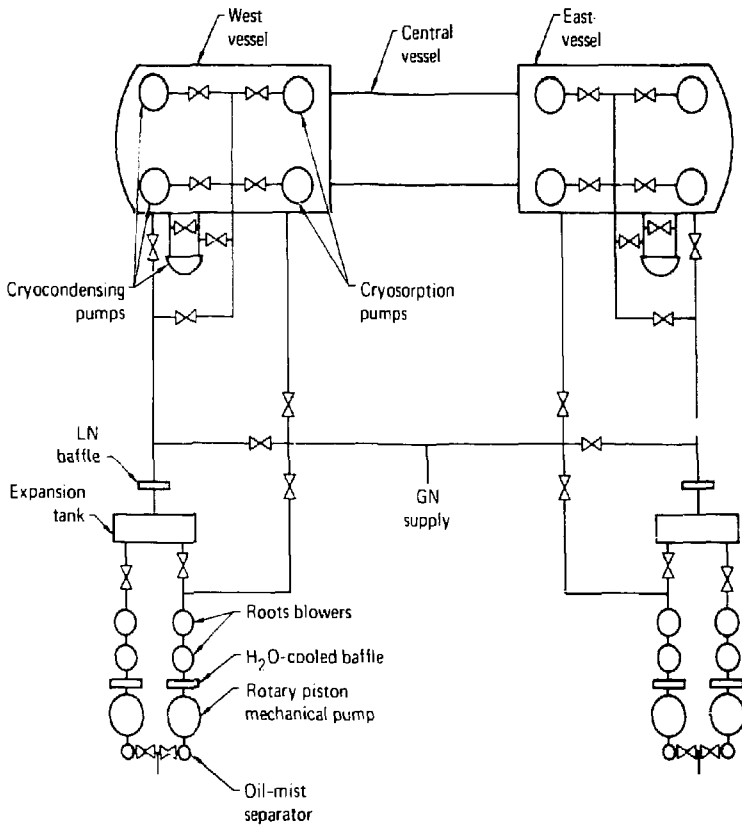 West
vessel
Central
vessel
East
vessel
Cryocondensing
pumps
Cryosorption
pumps
LN
baffle
GN
supply
Expansion
tank
Roots blowers
H₂O-cooled baffle
Rotary piston
mechanical pump
Oil-mist
separator